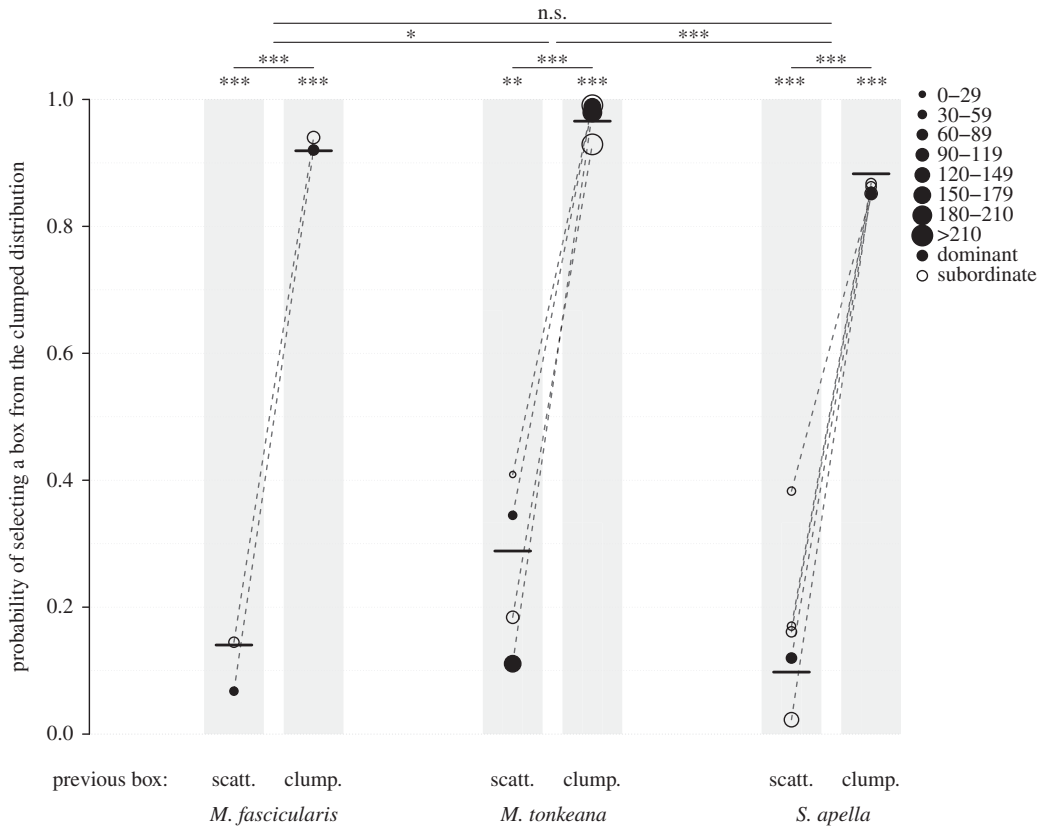 n.s.
* ***
*** *** ***
*** *** ** *** *** ***
probability of selecting a box from the clumped distribution
1.0
0.8
0.6
0.4
0.2
0.0
0–29
30–59
60–89
90–119
120–149
150–179
180–210
>210
dominant
subordinate
previous box: scatt. clump. scatt. clump. scatt. clump.
M. fascicularis M. tonkeana S. apella